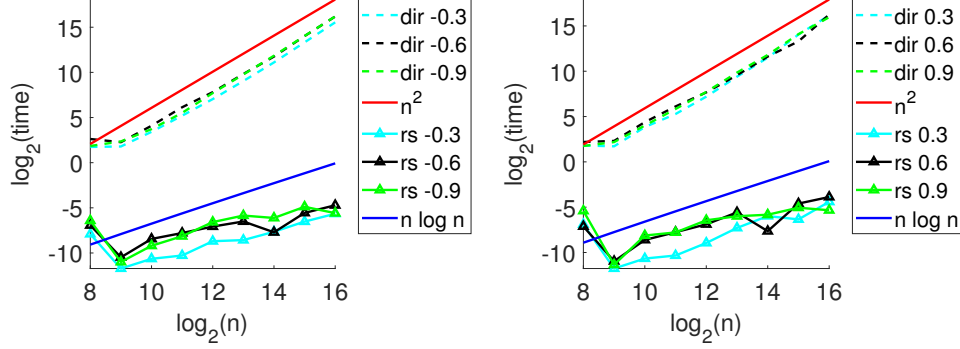 log2(time)
15
10
5
0
-5
-10
8
10
12
14
16
log2(n)
dir -0.3
dir -0.6
dir -0.9
n2
rs -0.3
rs -0.6
rs -0.9
n log n
log2(time)
15
10
5
0
-5
-10
8
10
12
14
16
log2(n)
dir 0.3
dir 0.6
dir 0.9
n2
rs 0.3
rs 0.6
rs 0.9
n log n